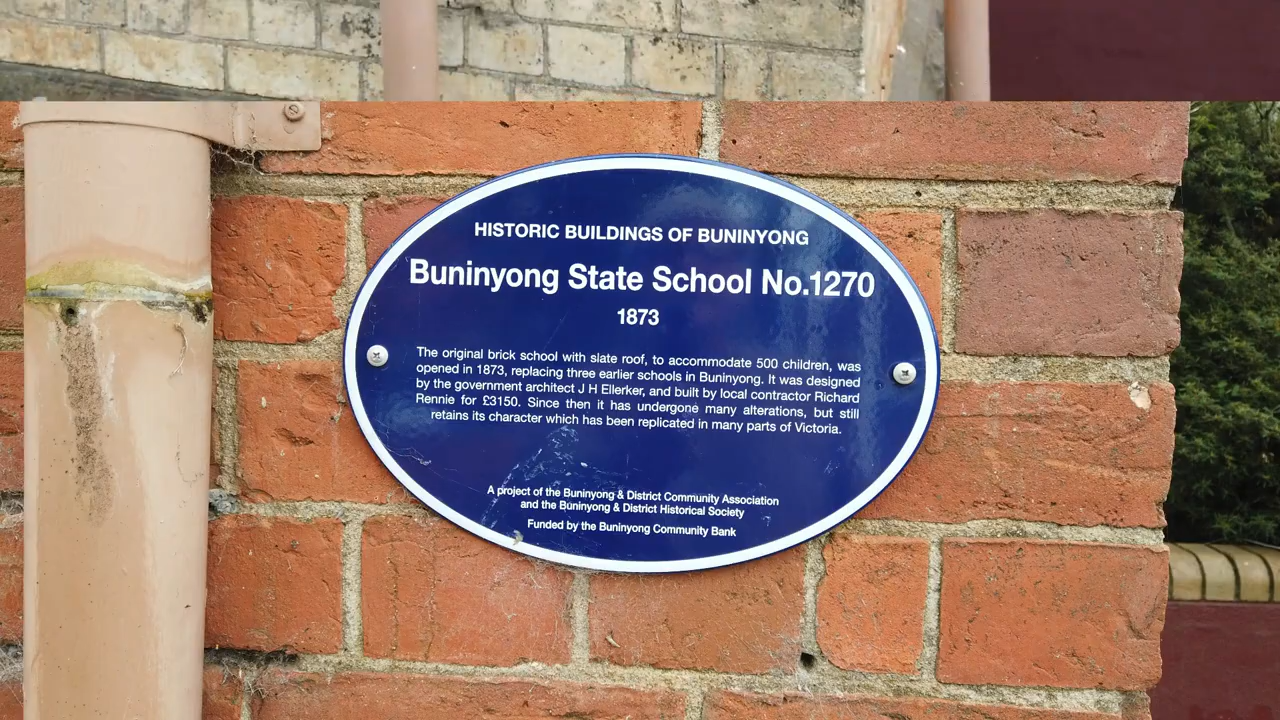 HISTORIC BUILDINGS OF BUNINYONG
Buninyong State School No.1270
1873
The original brick school with slate roof, to accommodate 500 children, was
opened in 1873, replacing three earlier schools in Buninyong. It was designed
by the government architect J H Ellerker, and built by local contractor Richard
Rennie for £3150. Since then it has undergone many alterations, but still
retains its character which has been replicated in many parts of Victoria.
A project of the Buninyong & District Community Association
and the Buninyong & District Historical Society
Funded by the Buninyong Community Bank